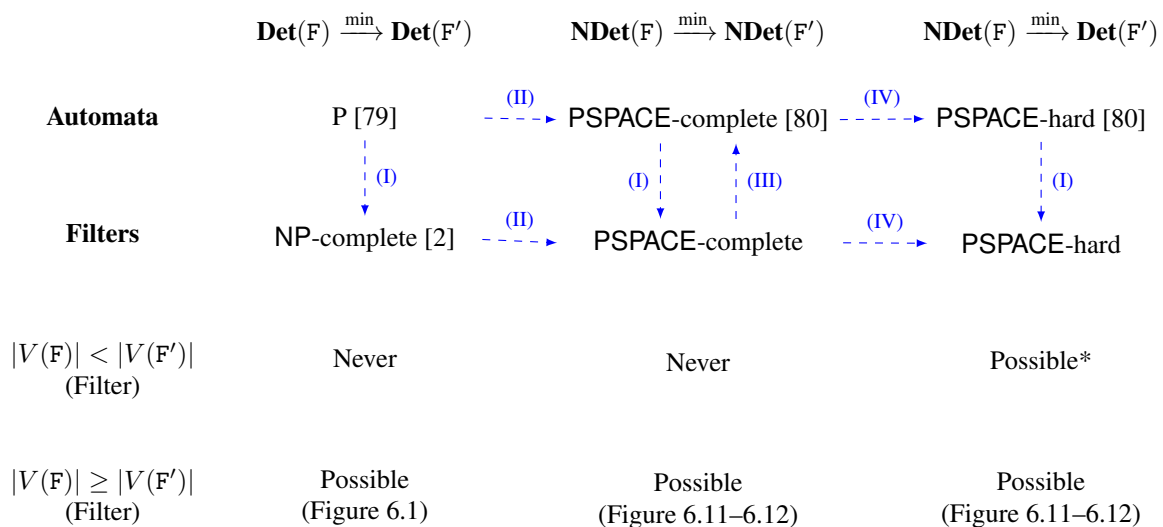 Det(F) min⟶ Det(F′) NDet(F) min⟶ NDet(F′) NDet(F) min⟶ Det(F′)
Automata P [79] (II) PSPACE-complete [80] (IV) PSPACE-hard [80]
(I) (I) (III) (I)
Filters NP-complete [2] (II) PSPACE-complete (IV) PSPACE-hard
|V(F)| < |V(F′)| Never Never Possible*
(Filter)
|V(F)| ≥ |V(F′)| Possible Possible Possible
(Filter) (Figure 6.1) (Figure 6.11–6.12) (Figure 6.11–6.12)